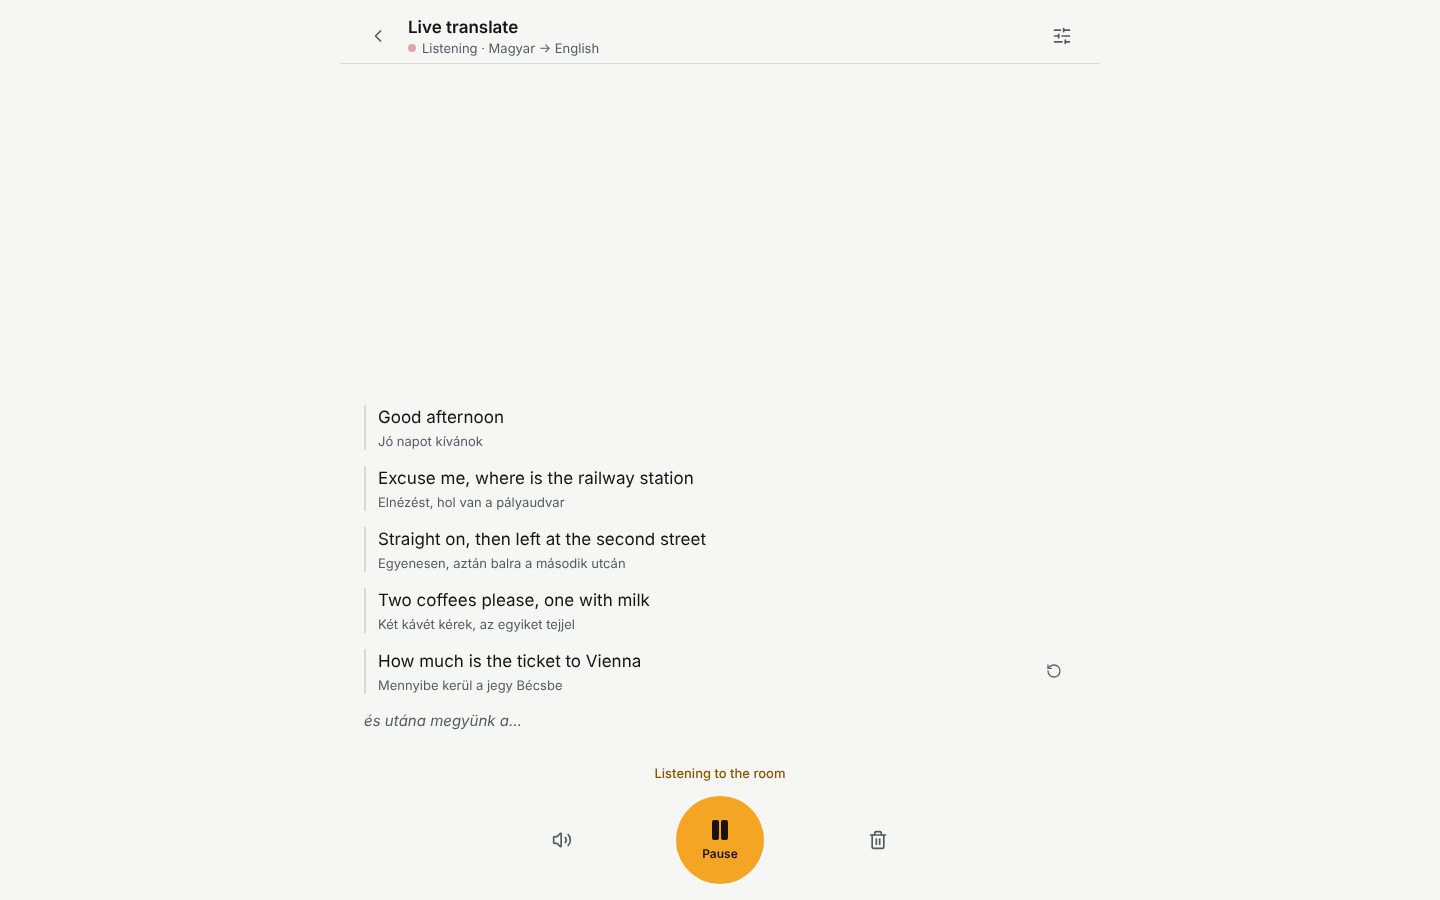 Live translate
Listening · Magyar → English
Good afternoon
Jó napot kívánok
Excuse me, where is the railway station
Elnézést, hol van a pályaudvar
Straight on, then left at the second street
Egyenesen, aztán balra a második utcán
Two coffees please, one with milk
Két kávét kérek, az egyiket tejjel
How much is the ticket to Vienna
Mennyibe kerül a jegy Bécsbe
és utána megyünk a…
Listening to the room
Pause